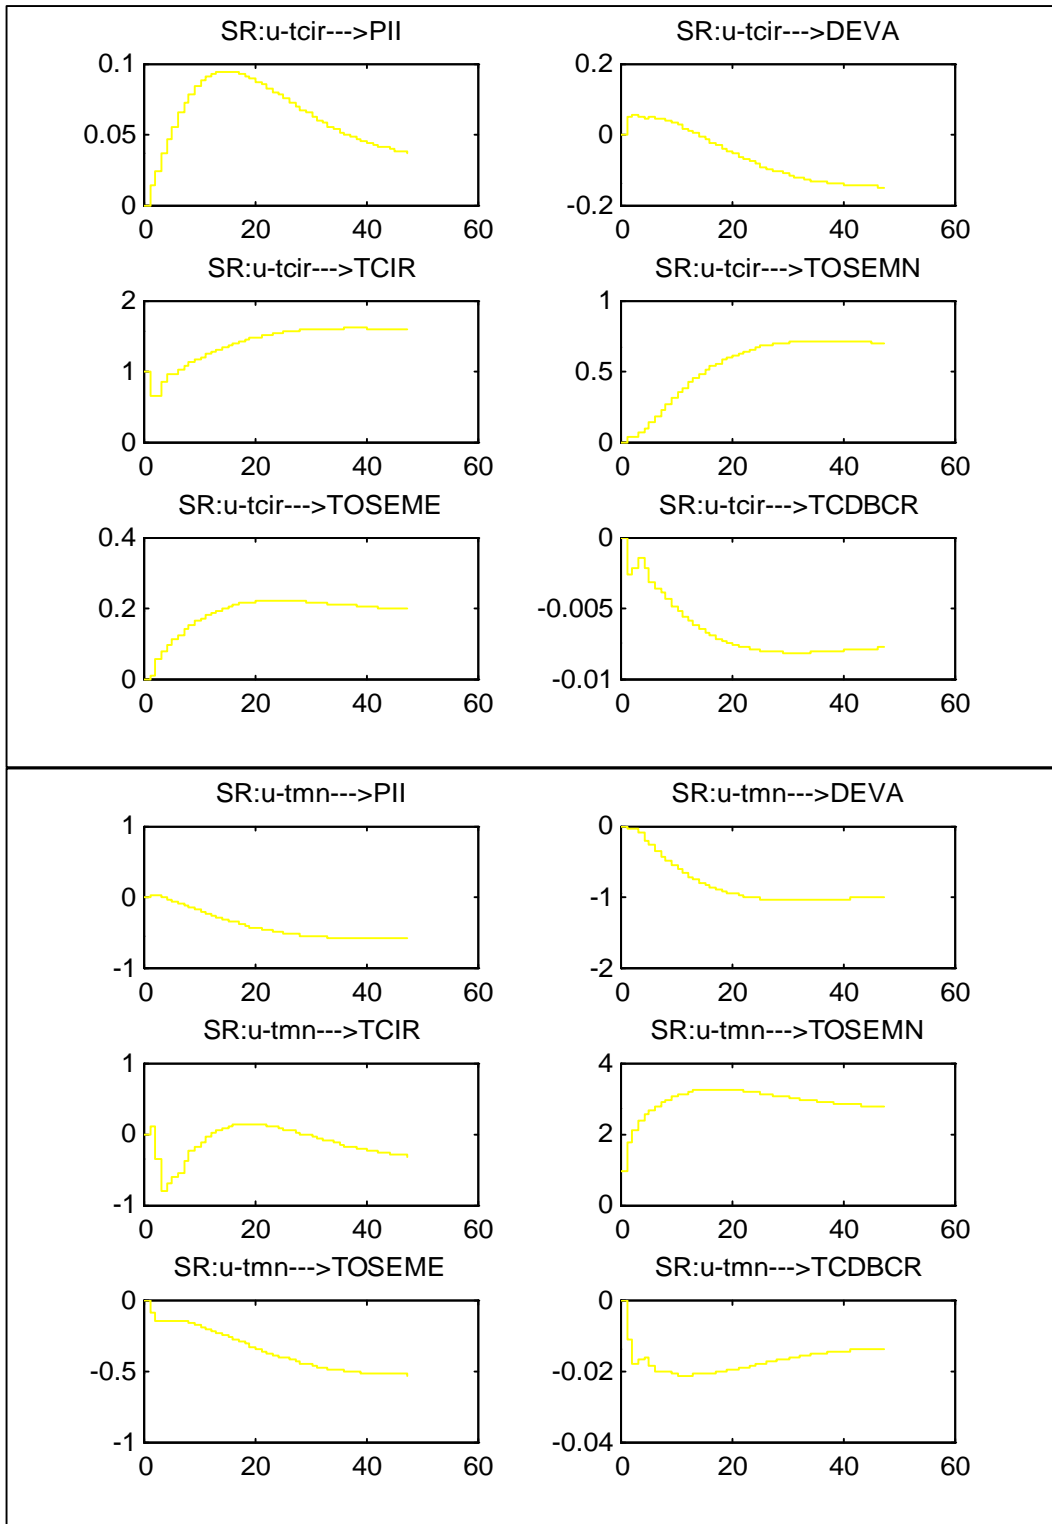 SR:u-tcir--->PII SR:u-tcir--->DEVA
0.1 0.2
0.05 0
0 -0.2
0 20 40 60 0 20 40 60
SR:u-tcir--->TCIR SR:u-tcir--->TOSEMN
2 1
1 0.5
0 0
0 20 40 60 0 20 40 60
SR:u-tcir--->TOSEME SR:u-tcir--->TCDBCR
0.4 0
0.2 -0.005
0 -0.01
0 20 40 60 0 20 40 60
SR:u-tmn--->PII SR:u-tmn--->DEVA
1 0
0 -1
-1 -2
0 20 40 60 0 20 40 60
SR:u-tmn--->TCIR SR:u-tmn--->TOSEMN
1 4
0 2
-1 0
0 20 40 60 0 20 40 60
SR:u-tmn--->TOSEME SR:u-tmn--->TCDBCR
0 0
-0.5 -0.02
-1 -0.04
0 20 40 60 0 20 40 60